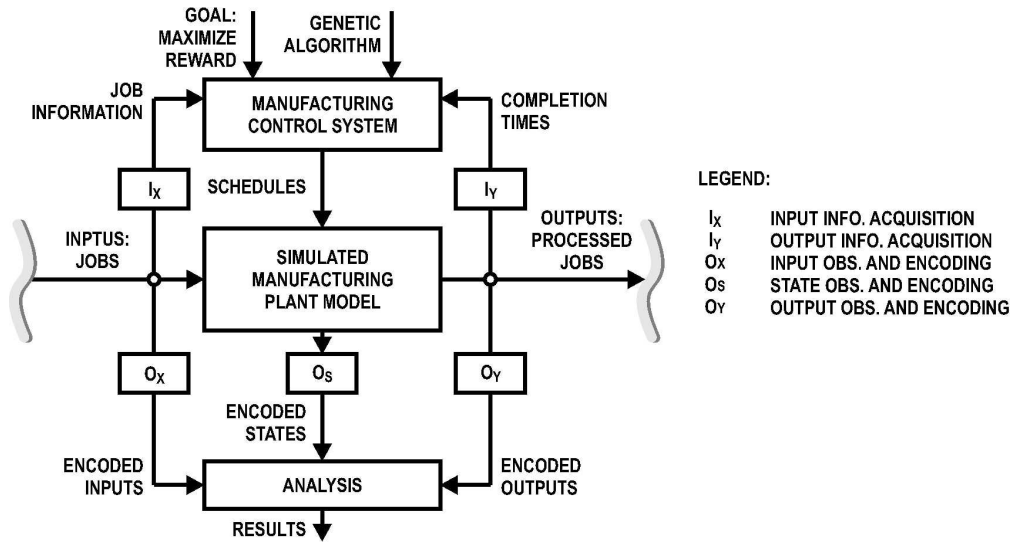 GOAL:
MAXIMIZE
REWARD
GENETIC
ALGORITHM
JOB
INFORMATION
MANUFACTURING
CONTROL SYSTEM
COMPLETION
TIMES
IX
SCHEDULES
IY
INPTUS:
JOBS
SIMULATED
MANUFACTURING
PLANT MODEL
OUTPUTS:
PROCESSED
JOBS
OX
OS
OY
ENCODED
STATES
ENCODED
INPUTS
ANALYSIS
ENCODED
OUTPUTS
RESULTS
LEGEND:
IX INPUT INFO. ACQUISITION
IY OUTPUT INFO. ACQUISITION
OX INPUT OBS. AND ENCODING
OS STATE OBS. AND ENCODING
OY OUTPUT OBS. AND ENCODING